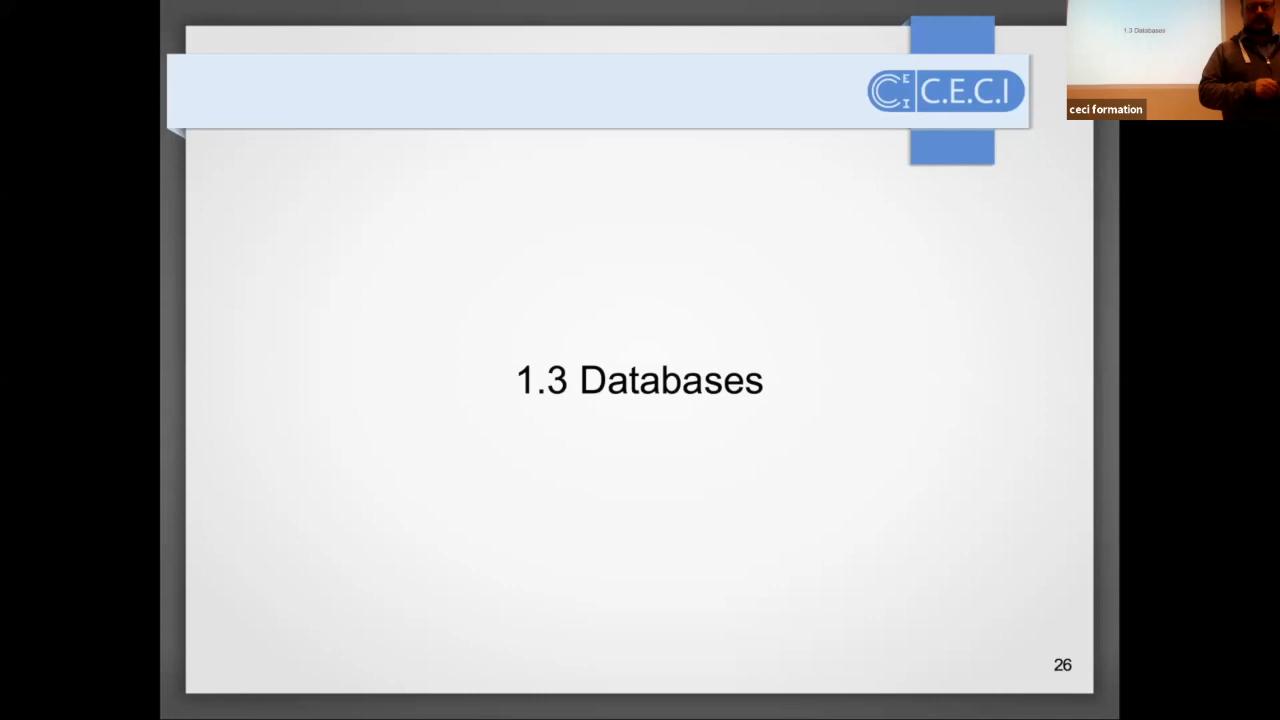 C E I C.E.C.I
1.3 Databases
ceci formation
1.3 Databases
26